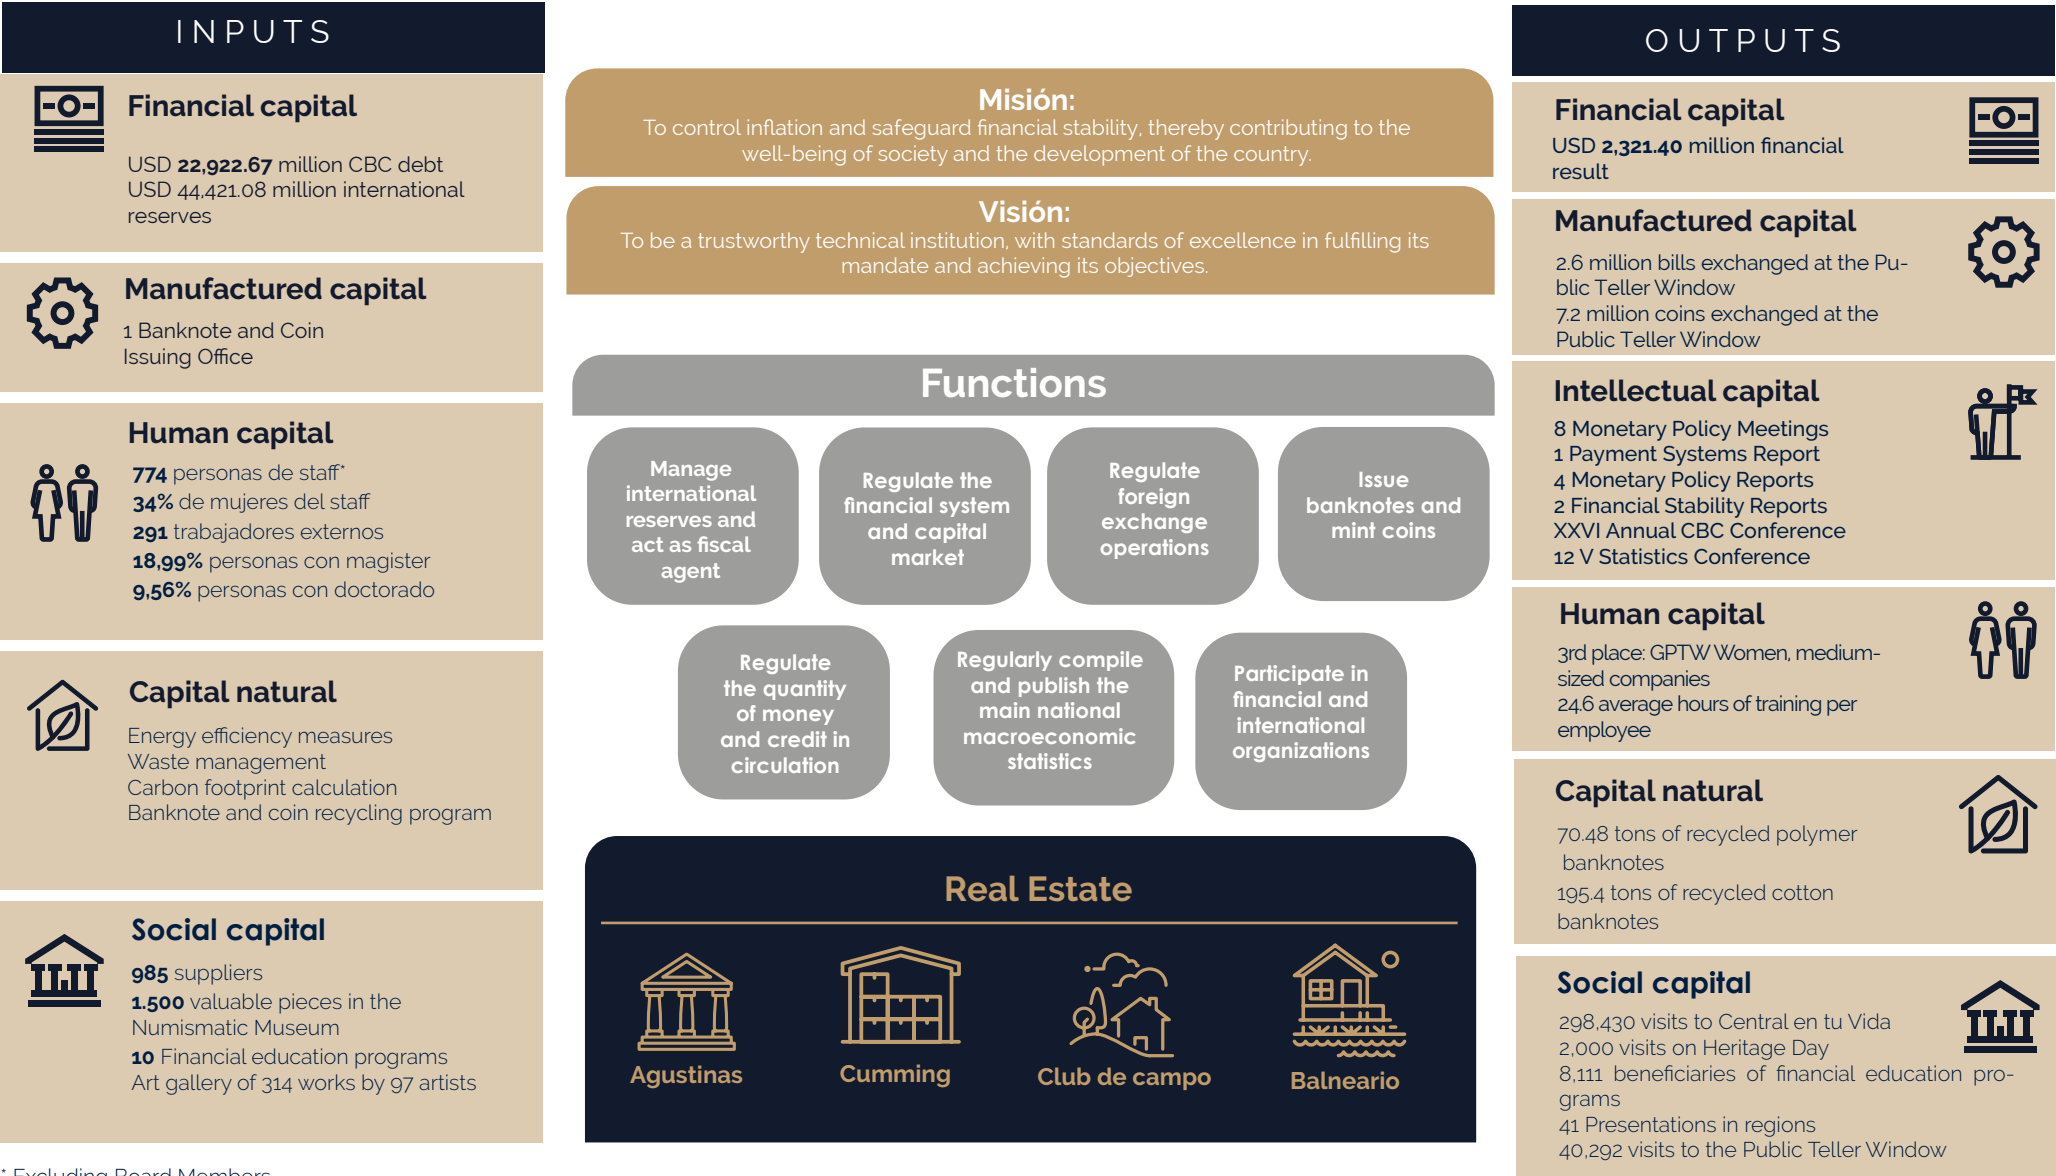 INPUTS
Financial capital
USD 22,922.67 million CBC debt
USD 44,421.08 million international
reserves
Manufactured capital
1 Banknote and Coin
Issuing Office
Human capital
774 personas de staff*
34% de mujeres del staff
291 trabajadores externos
18,99% personas con magister
9,56% personas con doctorado
Capital natural
Energy efficiency measures
Waste management
Carbon footprint calculation
Banknote and coin recycling program
Social capital
985 suppliers
1.500 valuable pieces in the
Numismatic Museum
10 Financial education programs
Art gallery of 314 works by 97 artists
* Excluding Board Members
Misión:
To control inflation and safeguard financial stability, thereby contributing to the
well-being of society and the development of the country.
Visión:
To be a trustworthy technical institution, with standards of excellence in fulfilling its
mandate and achieving its objectives.
Functions
Manage
international
reserves and
act as fiscal
agent
Regulate the
financial system
and capital
market
Regulate
foreign
exchange
operations
Issue
banknotes and
mint coins
Regulate
the quantity
of money
and credit in
circulation
Regularly compile
and publish the
main national
macroeconomic
statistics
Participate in
financial and
international
organizations
Real Estate
Agustinas
Cumming
Club de campo
Balneario
OUTPUTS
Financial capital
USD 2,321.40 million financial
result
Manufactured capital
2.6 million bills exchanged at the Pu-
blic Teller Window
7.2 million coins exchanged at the
Public Teller Window
Intellectual capital
8 Monetary Policy Meetings
1 Payment Systems Report
4 Monetary Policy Reports
2 Financial Stability Reports
XXVI Annual CBC Conference
12 V Statistics Conference
Human capital
3rd place: GPTW Women, medium-
sized companies
24.6 average hours of training per
employee
Capital natural
70.48 tons of recycled polymer
banknotes
195.4 tons of recycled cotton
banknotes
Social capital
298,430 visits to Central en tu Vida
2,000 visits on Heritage Day
8,111 beneficiaries of financial education pro-
grams
41 Presentations in regions
40,292 visits to the Public Teller Window